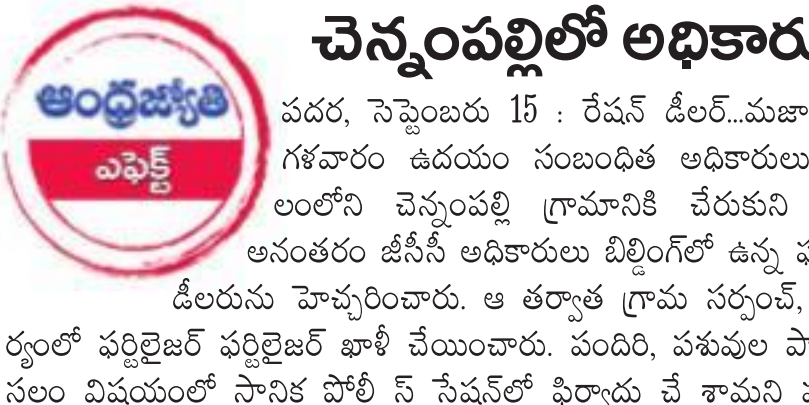 చెన్నంపల్లిలో అధికారు
ఆంధ్రజ్యోతి
ఎఫెక్ట్
పదర, సెప్టెంబరు 15 : రేషన్ డీలర్...మజా
గళవారం ఉదయం సంబంధిత అధికారులు
లంలోని చెన్నంపల్లి గ్రామానికి చేరుకుని
అనంతరం జీసీసీ అధికారులు బిల్డింగ్‌లో ఉన్న
డీలరును హెచ్చరించారు. ఆ తర్వాత గ్రామ సర్పంచ్,
ర్యంలో ఫర్టిలైజర్ ఫర్టిలైజర్ ఖాళీ చేయించారు. పందిరి, పశువుల పా
సలం విషయంలో సానిక పోలీ స్ సేషన్‌లో ఫిర్యాదు చే శామని